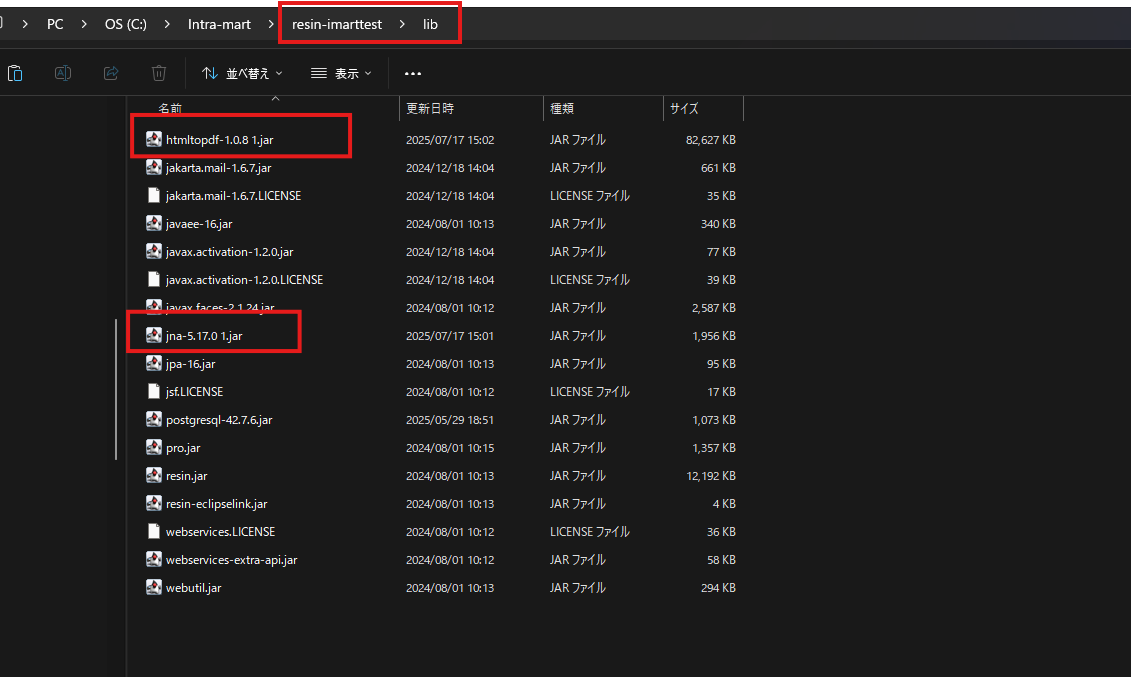 PC > OS (C:) > Intra-mart > resin-imarttest > lib
並べ替え 表示
名前 更新日時 種類 サイズ
htmltopdf-1.0.8 1.jar 2025/07/17 15:02 JAR ファイル 82,627 KB
jakarta.mail-1.6.7.jar 2024/12/18 14:04 JAR ファイル 661 KB
jakarta.mail-1.6.7.LICENSE 2024/12/18 14:04 LICENSE ファイル 35 KB
javaee-16.jar 2024/08/01 10:13 JAR ファイル 340 KB
javax.activation-1.2.0.jar 2024/12/18 14:04 JAR ファイル 77 KB
javax.activation-1.2.0.LICENSE 2024/12/18 14:04 LICENSE ファイル 39 KB
javax.faces-2.1.24.jar 2024/08/01 10:12 JAR ファイル 2,587 KB
jna-5.17.0 1.jar 2025/07/17 15:01 JAR ファイル 1,956 KB
jpa-16.jar 2024/08/01 10:13 JAR ファイル 95 KB
jsf.LICENSE 2024/08/01 10:12 LICENSE ファイル 17 KB
postgresql-42.7.6.jar 2025/05/29 18:51 JAR ファイル 1,073 KB
pro.jar 2024/08/01 10:15 JAR ファイル 1,357 KB
resin.jar 2024/08/01 10:13 JAR ファイル 12,192 KB
resin-eclipselink.jar 2024/08/01 10:13 JAR ファイル 4 KB
webservices.LICENSE 2024/08/01 10:12 LICENSE ファイル 36 KB
webservices-extra-api.jar 2024/08/01 10:12 JAR ファイル 58 KB
webutil.jar 2024/08/01 10:13 JAR ファイル 294 KB